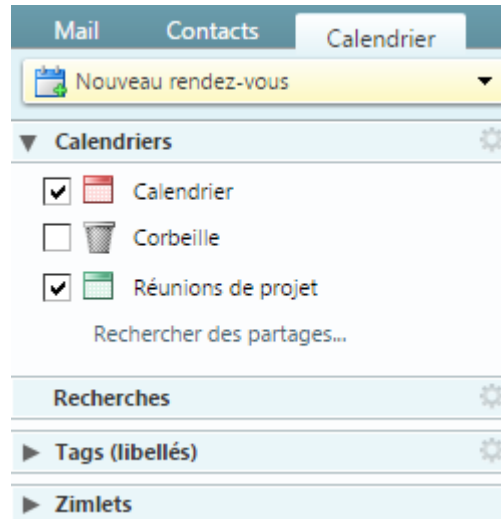 Mail Contacts Calendrier
Nouveau rendez-vous
Calendriers
Calendrier
Corbeille
Réunions de projet
Rechercher des partages...
Recherches
Tags (libellés)
Zimlets